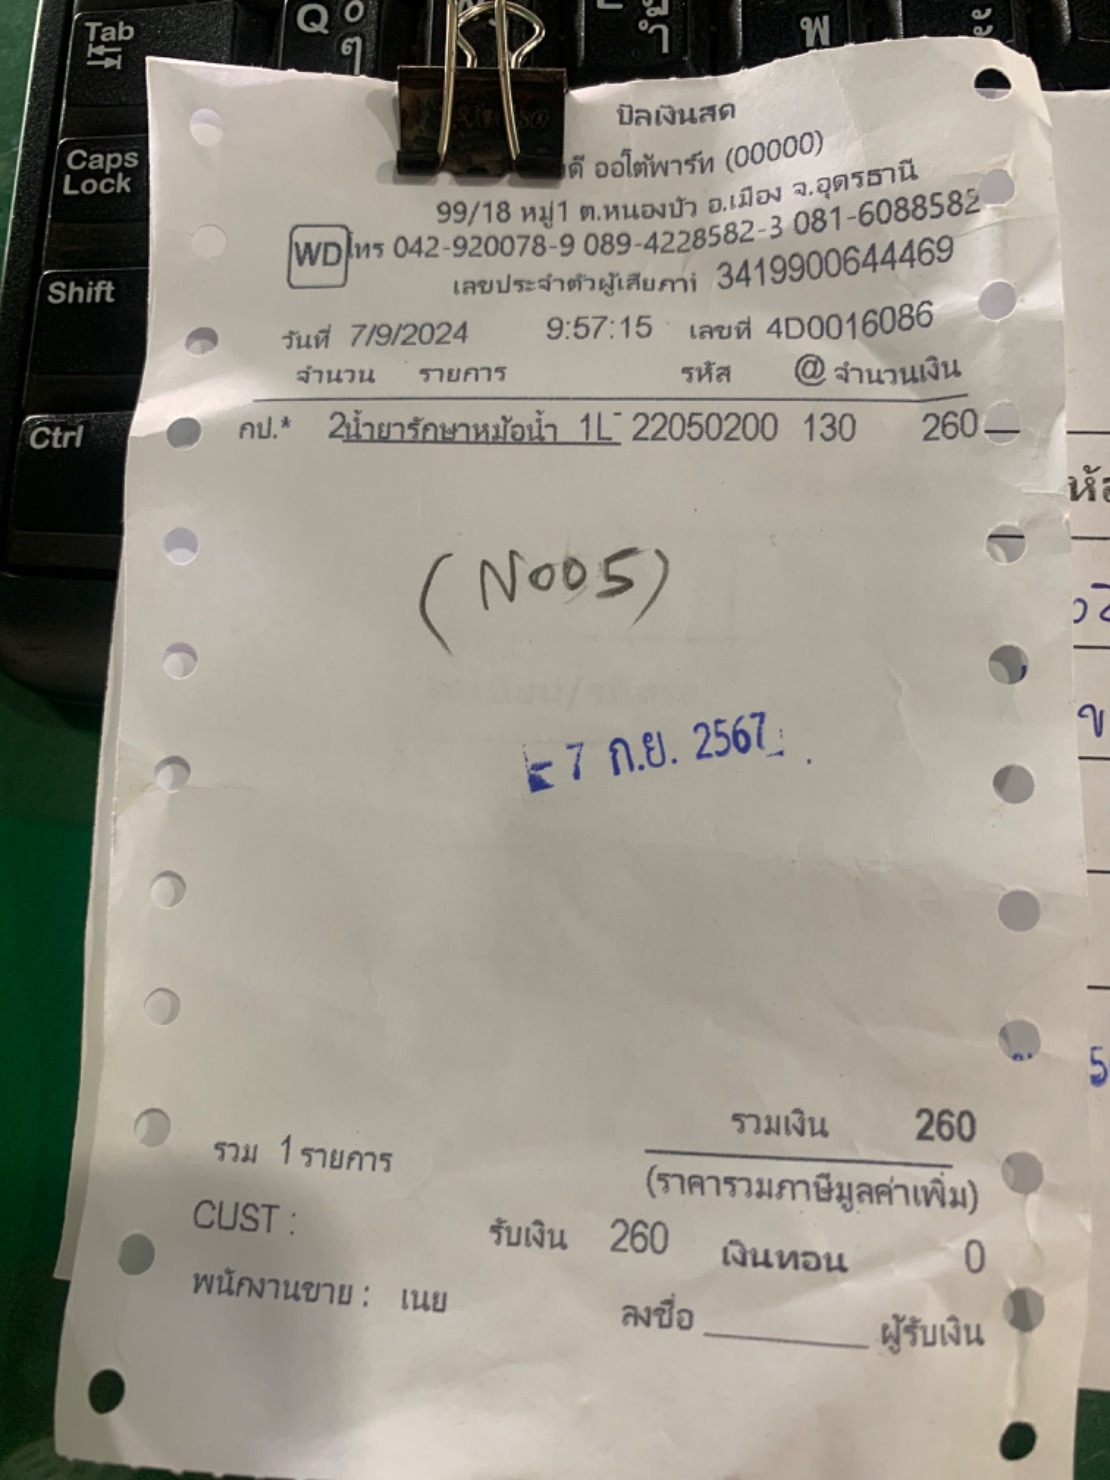 Tab
Q
ๆ
พ
Caps
Lock
Shift
Ctrl
บิลเงินสด
ดี ออโต้พาร์ท (00000)
99/18 หมู่1 ต.หนองบัว อ.เมือง จ.อุดรธานี
WD โทร 042-920078-9 089-4228582-3 081-6088582
เลขประจำตัวผู้เสียภาษี 3419900644469
วันที่ 7/9/2024 9:57:15 เลขที่ 4D0016086
จำนวน รายการ รหัส @ จำนวนเงิน
กป.* 2น้ำยารักษาหม้อน้ำ 1L 22050200 130 260
(N005)
- 7 ก.ย. 2567
รวมเงิน 260
รวม 1 รายการ
(ราคารวมภาษีมูลค่าเพิ่ม)
CUST :
รับเงิน 260 เงินทอน 0
พนักงานขาย : เนย
ลงชื่อ ________ ผู้รับเงิน